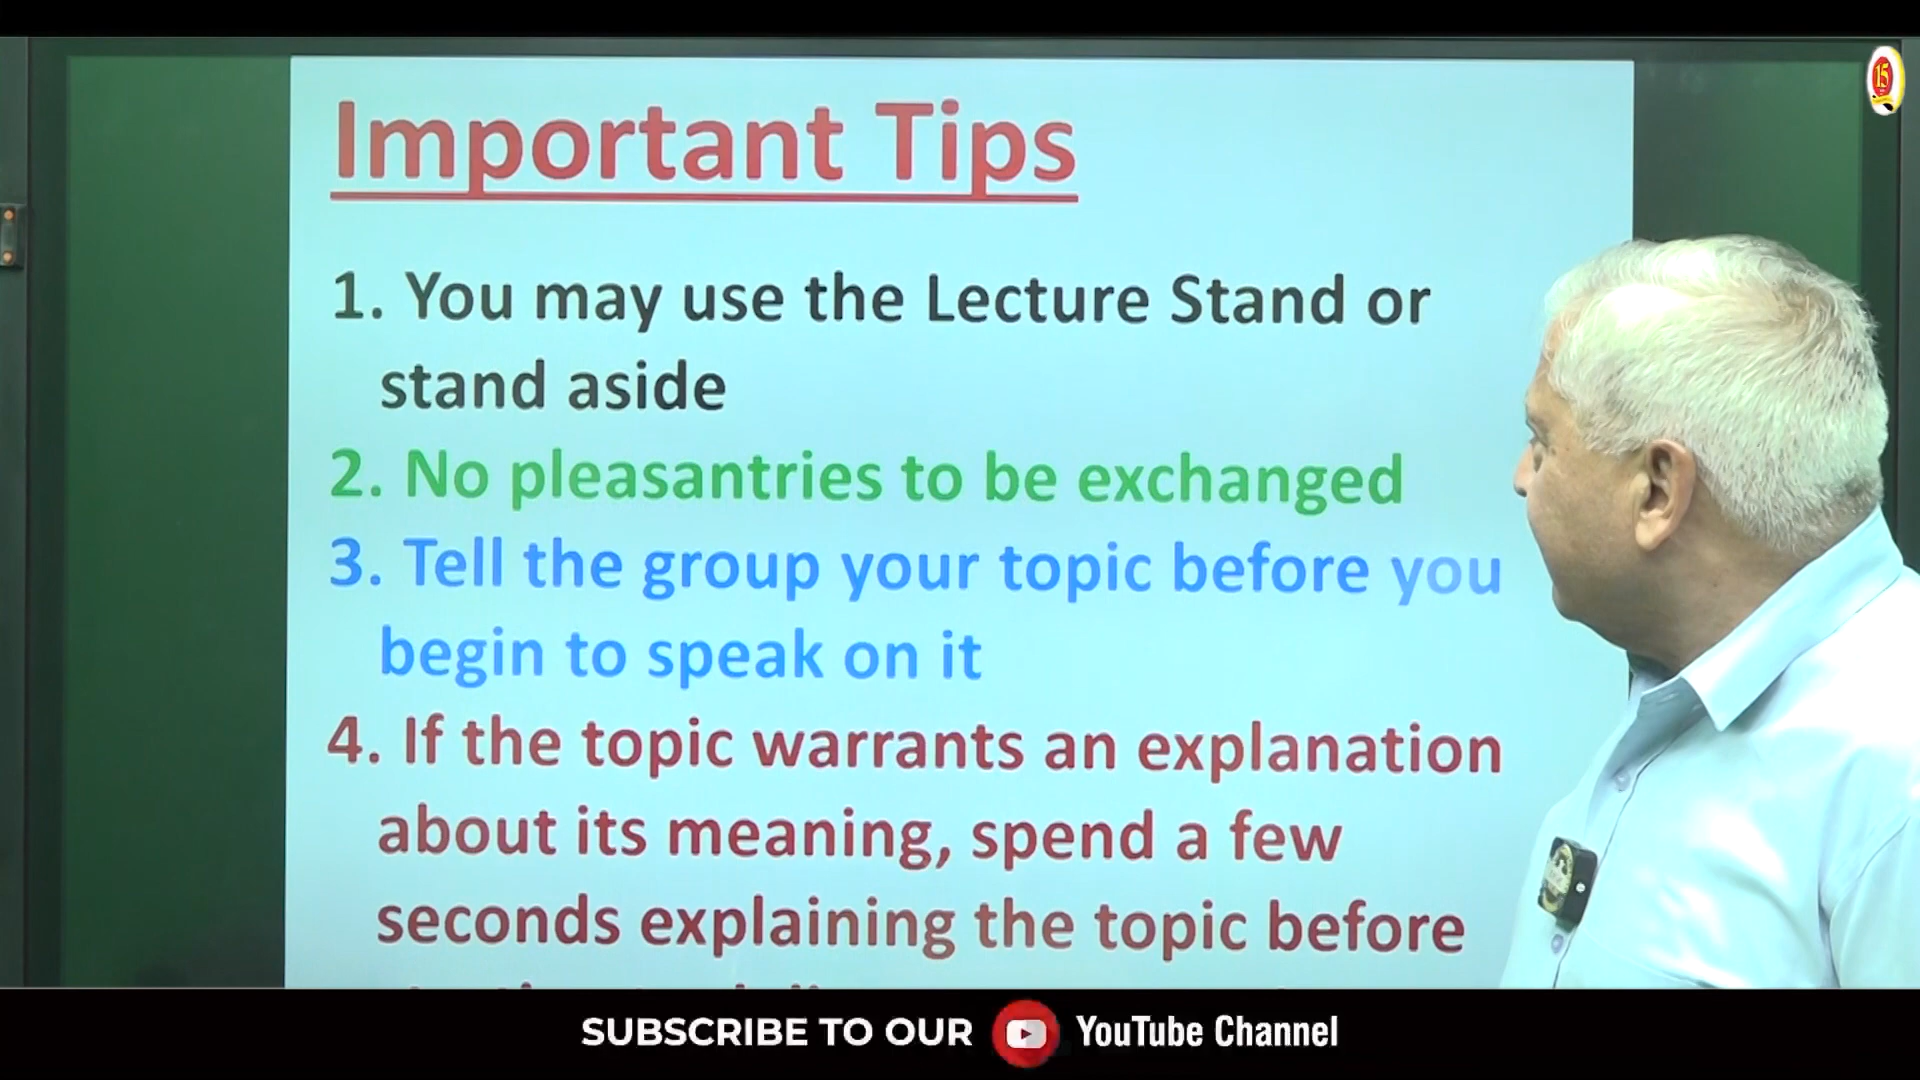 15
Important Tips
1. You may use the Lecture Stand or
stand aside
2. No pleasantries to be exchanged
3. Tell the group your topic before you
begin to speak on it
4. If the topic warrants an explanation
about its meaning, spend a few
seconds explaining the topic before
SUBSCRIBE TO OUR YouTube Channel